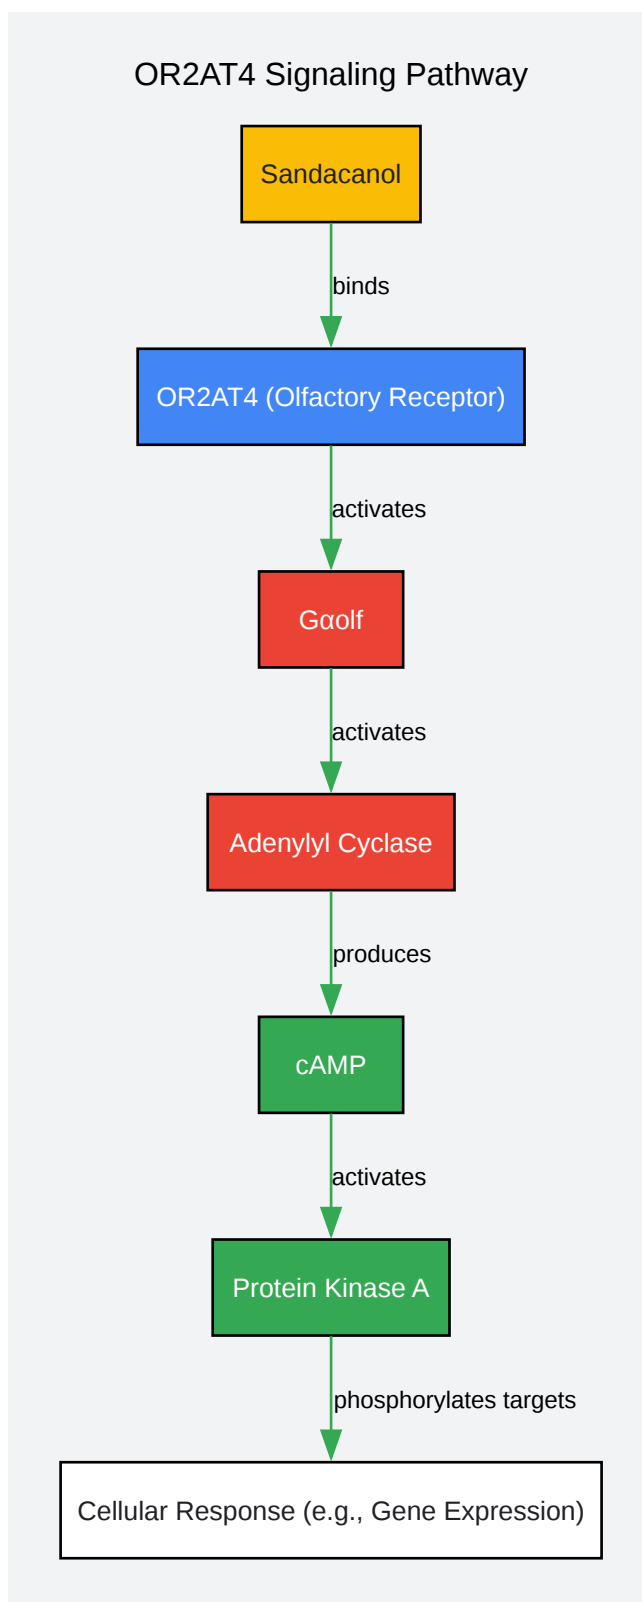 OR2AT4 Signaling Pathway
Sandacanol
binds
OR2AT4 (Olfactory Receptor)
activates
Gαolf
activates
Adenylyl Cyclase
produces
cAMP
activates
Protein Kinase A
phosphorylates targets
Cellular Response (e.g., Gene Expression)